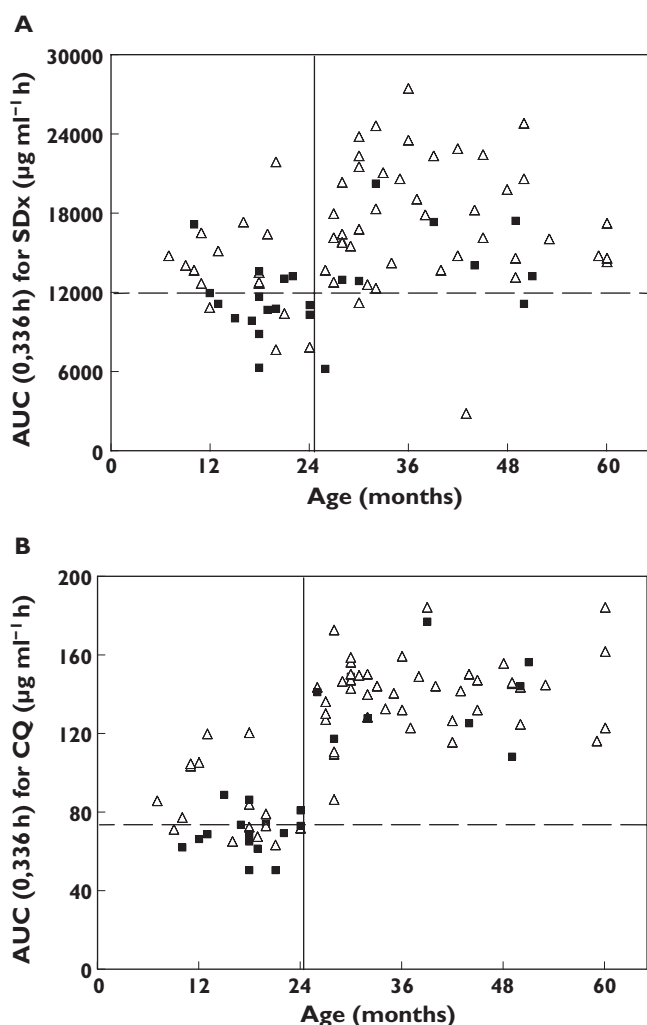 A
AUC (0,336 h) for SDx (μg ml⁻¹ h)
30000
24000
18000
12000
6000
0
0 12 24 36 48 60
Age (months)
B
AUC (0,336 h) for CQ (μg ml⁻¹ h)
200
160
120
80
40
0
0 12 24 36 48 60
Age (months)